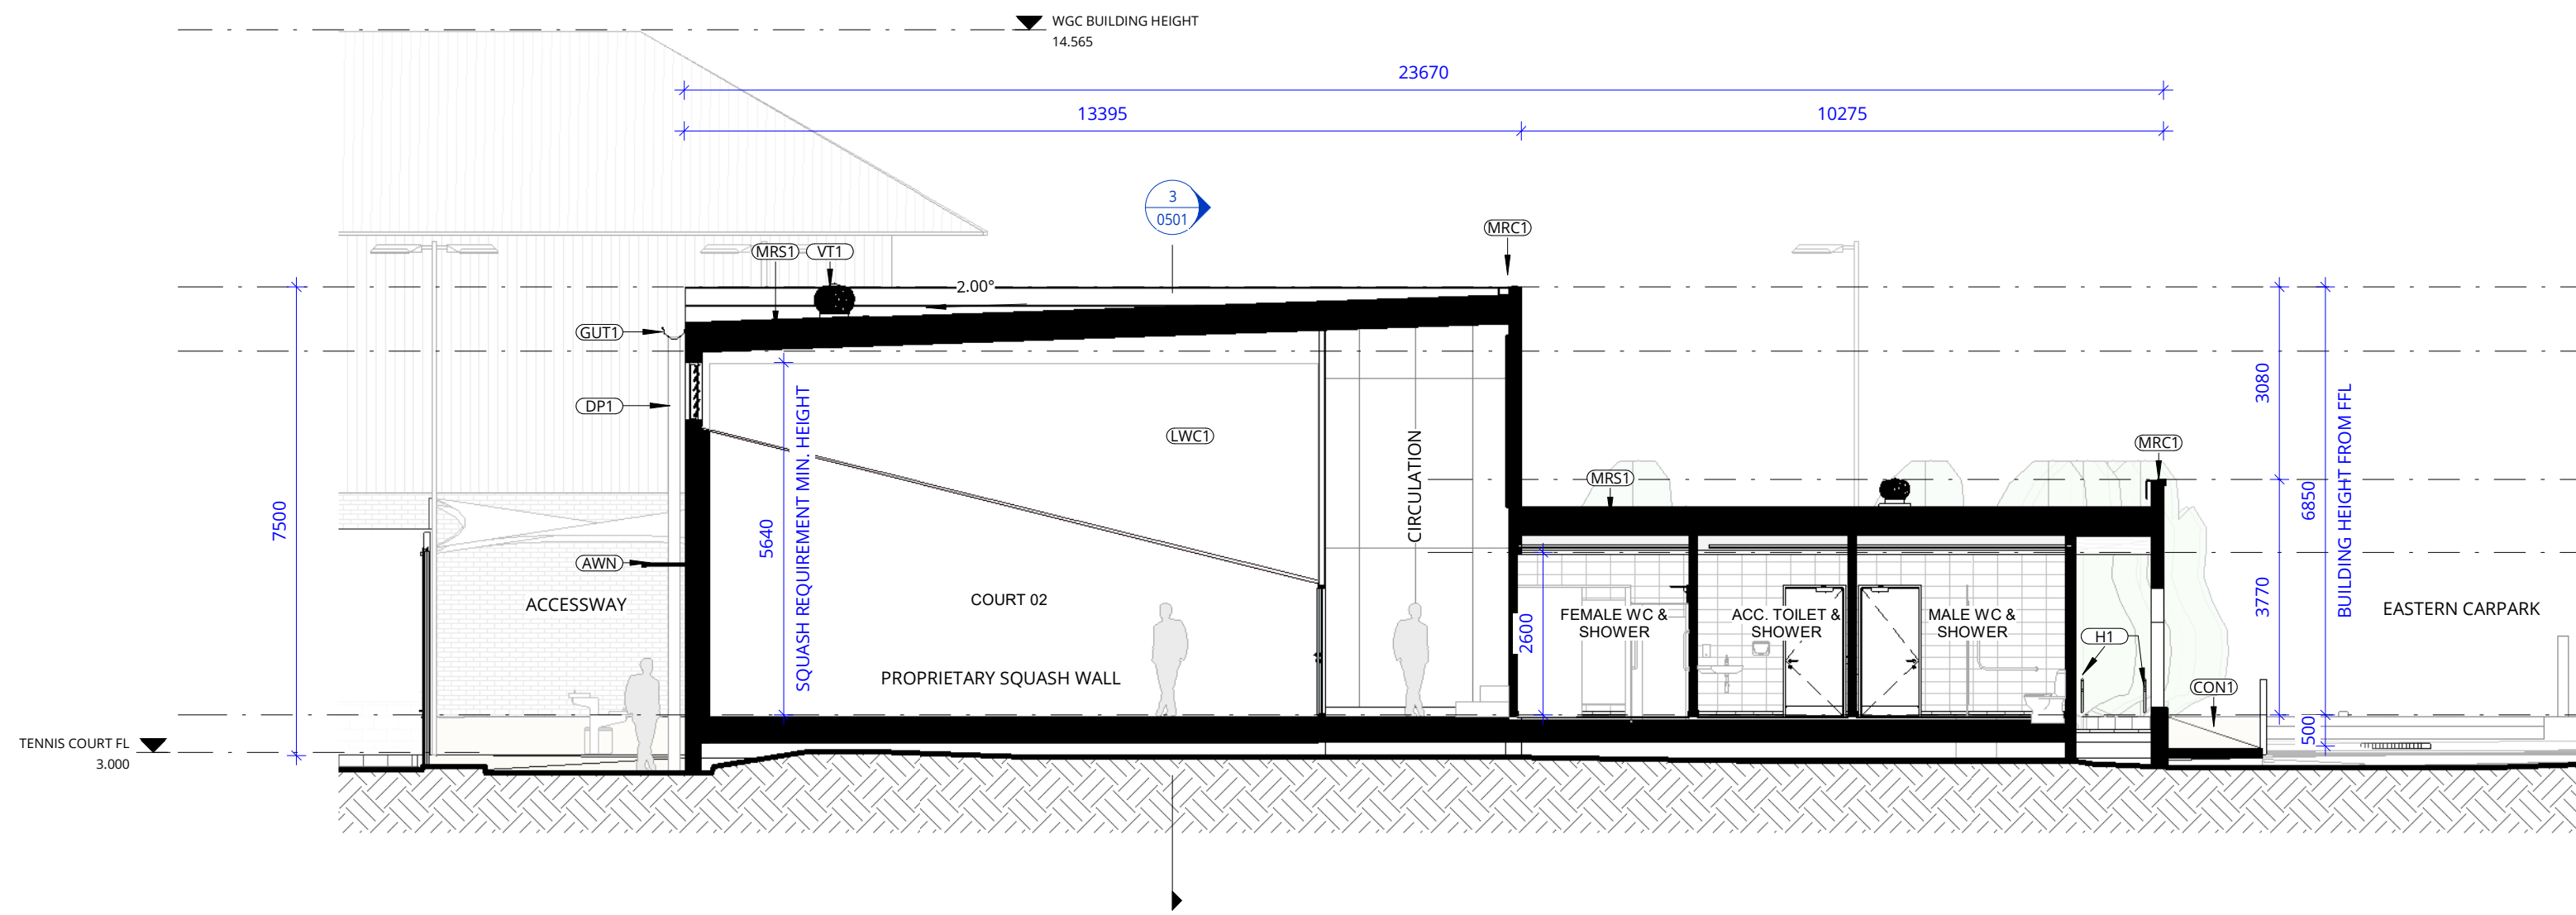 WGC BUILDING HEIGHT
14.565
23670
13395
10275
3
0501
MRC1
MRS1
VT1
2.00°
GUT1
DP1
LWC1
CIRCULATION
MRS1
MRC1
3080
6850
BUILDING HEIGHT FROM FFL
7500
5640
SQUASH REQUIREMENT MIN. HEIGHT
AWN
ACCESSWAY
COURT 02
PROPRIETARY SQUASH WALL
2600
FEMALE WC &
SHOWER
ACC. TOILET &
SHOWER
MALE WC &
SHOWER
H1
3770
EASTERN CARPARK
CON1
500
TENNIS COURT FL
3.000